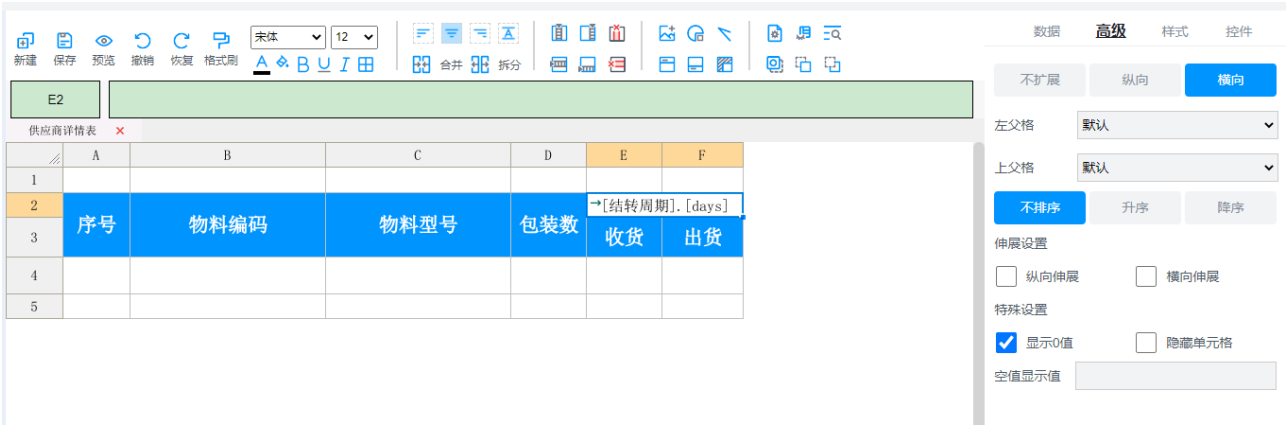 数据 高级 样式 控件
新建 保存 预览 撤销 恢复 格式刷 宋体 12 合并 拆分
A B U I
不扩展 纵向 横向
E2
左父格 默认
供应商详情表 ×
A B C D E F
上父格 默认
1
2 序号 物料编码 物料型号 包装数 →[结转周期].[days]
不排序 升序 降序
3 收货 出货
伸展设置
4
纵向伸展 横向伸展
5
特殊设置
显示0值 隐藏单元格
空值显示值